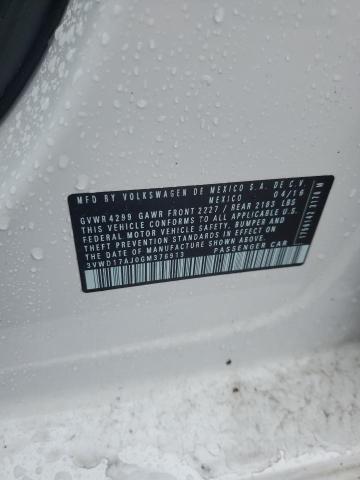 MFD BY VOLKSWAGEN DE MEXICO S.A. DE C.V.
MEXICO 04/16
GVWR 4299 GAWR FRONT 2227 / REAR 2183 LBS
THIS VEHICLE CONFORMS TO ALL APPLICABLE U.S.
FEDERAL MOTOR VEHICLE SAFETY, BUMPER AND
THEFT PREVENTION STANDARDS IN EFFECT ON
THE DATE OF MANUFACTURE SHOWN ABOVE.
3VWD17AJ0GM376913 PASSENGER CAR